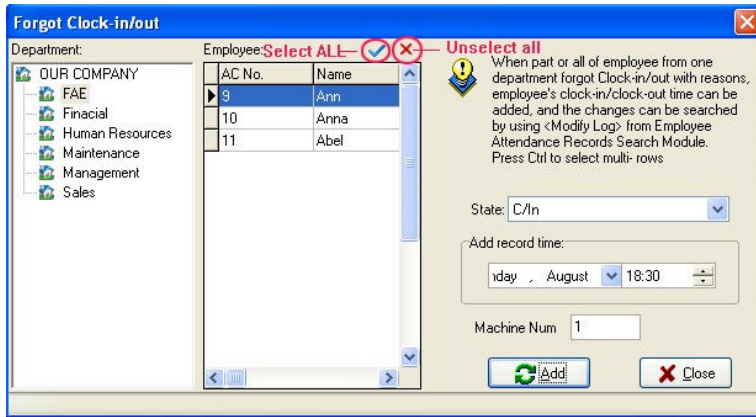 Forgot Clock-in/out
Department:
OUR COMPANY
FAE
Finacial
Human Resources
Maintenance
Management
Sales
Employee:
Select ALL
Unselect all
AC No. Name
9 Ann
10 Anna
11 Abel
When part or all of employee from one
department forgot Clock-in/out with reasons,
employee's clock-in/clock-out time can be
added, and the changes can be searched
by using <Modify Log> from Employee
Attendance Records Search Module.
Press Ctrl to select multi- rows
State: C/In
Add record time:
day , August 18:30
Machine Num 1
Add Close